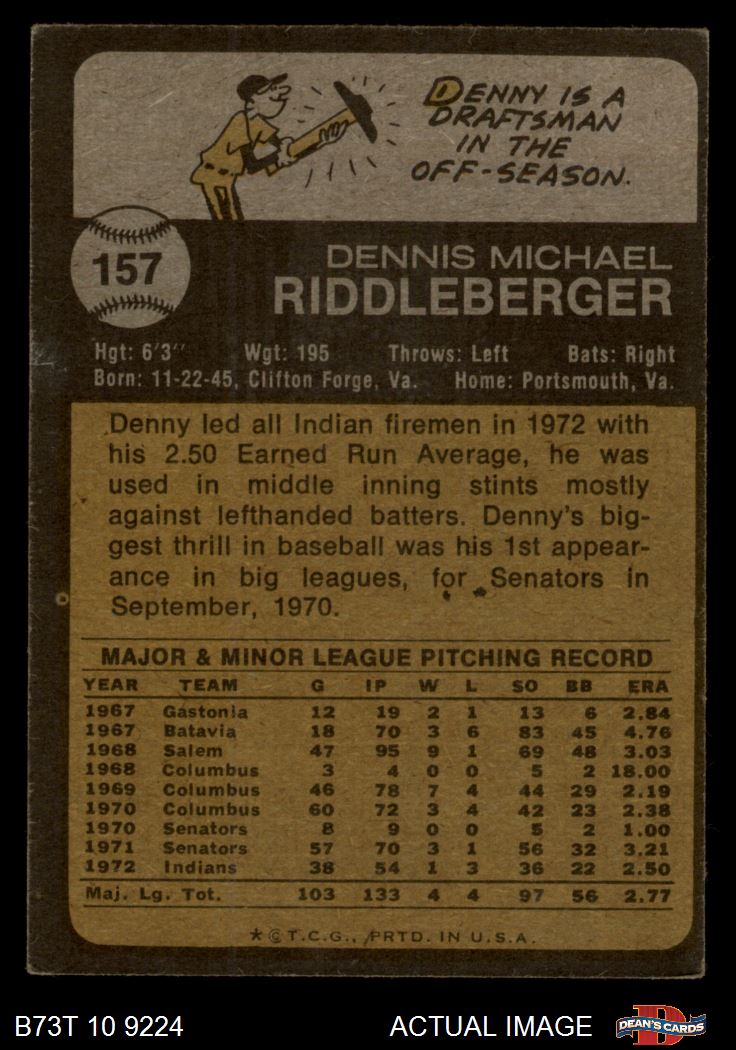 DENNY IS A
DRAFTSMAN
IN THE
OFF-SEASON.
157
DENNIS MICHAEL
RIDDLEBERGER
Hgt: 6'3" Wgt: 195 Throws: Left Bats: Right
Born: 11-22-45, Clifton Forge, Va. Home: Portsmouth, Va.
Denny led all Indian firemen in 1972 with
his 2.50 Earned Run Average, he was
used in middle inning stints mostly
against lefthanded batters. Denny's big-
gest thrill in baseball was his 1st appear-
ance in big leagues, for Senators in
September, 1970.
MAJOR & MINOR LEAGUE PITCHING RECORD
YEAR TEAM G IP W L SO BB ERA
1967 Gastonia 12 19 2 1 13 6 2.84
1967 Batavia 18 70 3 6 83 45 4.76
1968 Salem 47 95 9 1 69 48 3.03
1968 Columbus 3 4 0 0 5 2 18.00
1969 Columbus 46 78 7 4 44 29 2.19
1970 Columbus 60 72 3 4 42 23 2.38
1970 Senators 8 9 0 0 5 2 1.00
1971 Senators 57 70 3 1 56 32 3.21
1972 Indians 38 54 1 3 36 22 2.50
Maj. Lg. Tot. 103 133 4 4 97 56 2.77
*© T.C.G., PRTD. IN U.S.A.
B73T 10 9224 ACTUAL IMAGE D DEAN'S CARDS